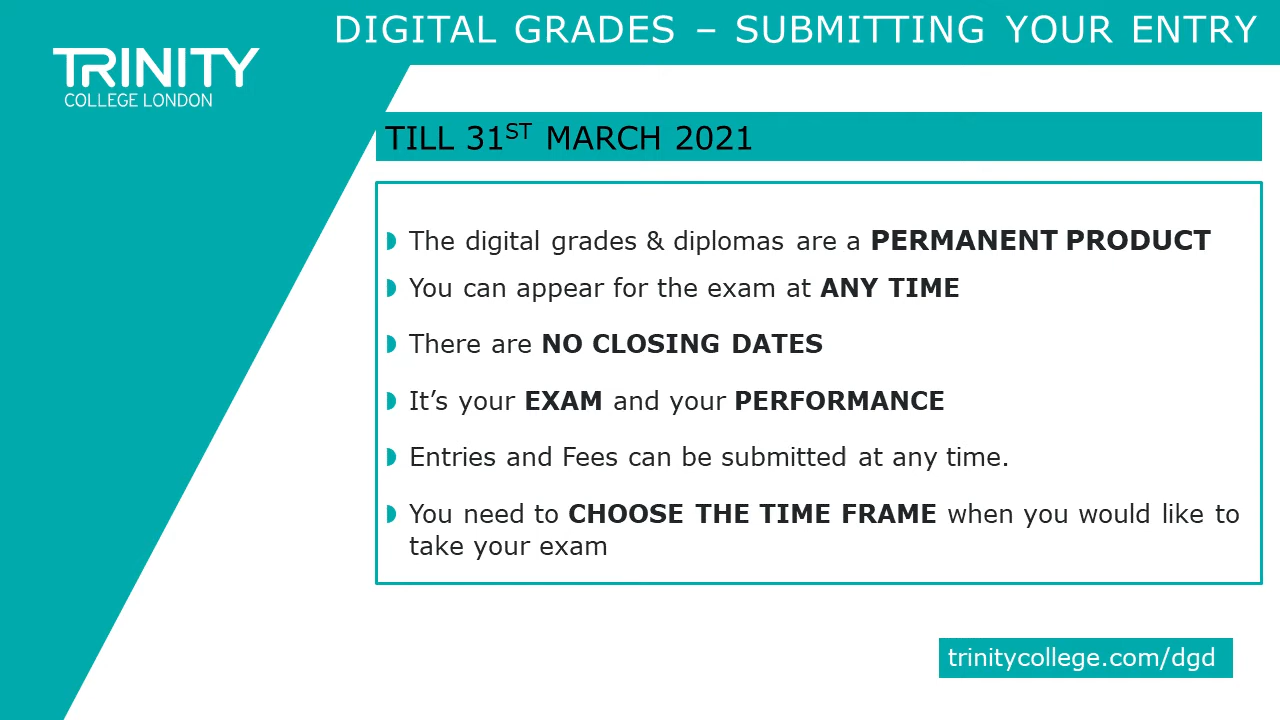 DIGITAL GRADES – SUBMITTING YOUR ENTRY
TRINITY
COLLEGE LONDON
TILL 31ST MARCH 2021
The digital grades & diplomas are a PERMANENT PRODUCT
You can appear for the exam at ANY TIME
There are NO CLOSING DATES
It’s your EXAM and your PERFORMANCE
Entries and Fees can be submitted at any time.
You need to CHOOSE THE TIME FRAME when you would like to
take your exam
trinitycollege.com/dgd